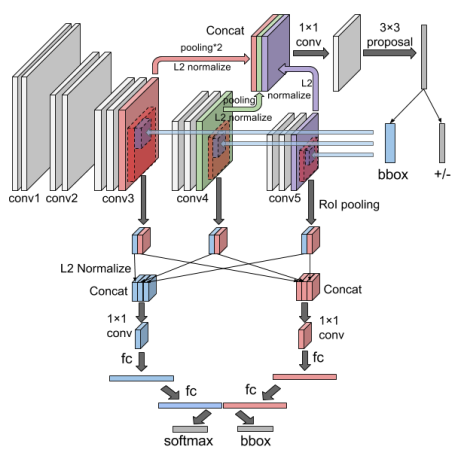 Concat
1×1
conv
3×3
proposal
pooling*2
L2 normalize
pooling
L2 normalize
L2
normalize
bbox
+/-
conv1
conv2
conv3
conv4
conv5
RoI pooling
L2 Normalize
Concat
Concat
1×1
conv
1×1
conv
fc
fc
fc
fc
softmax
bbox